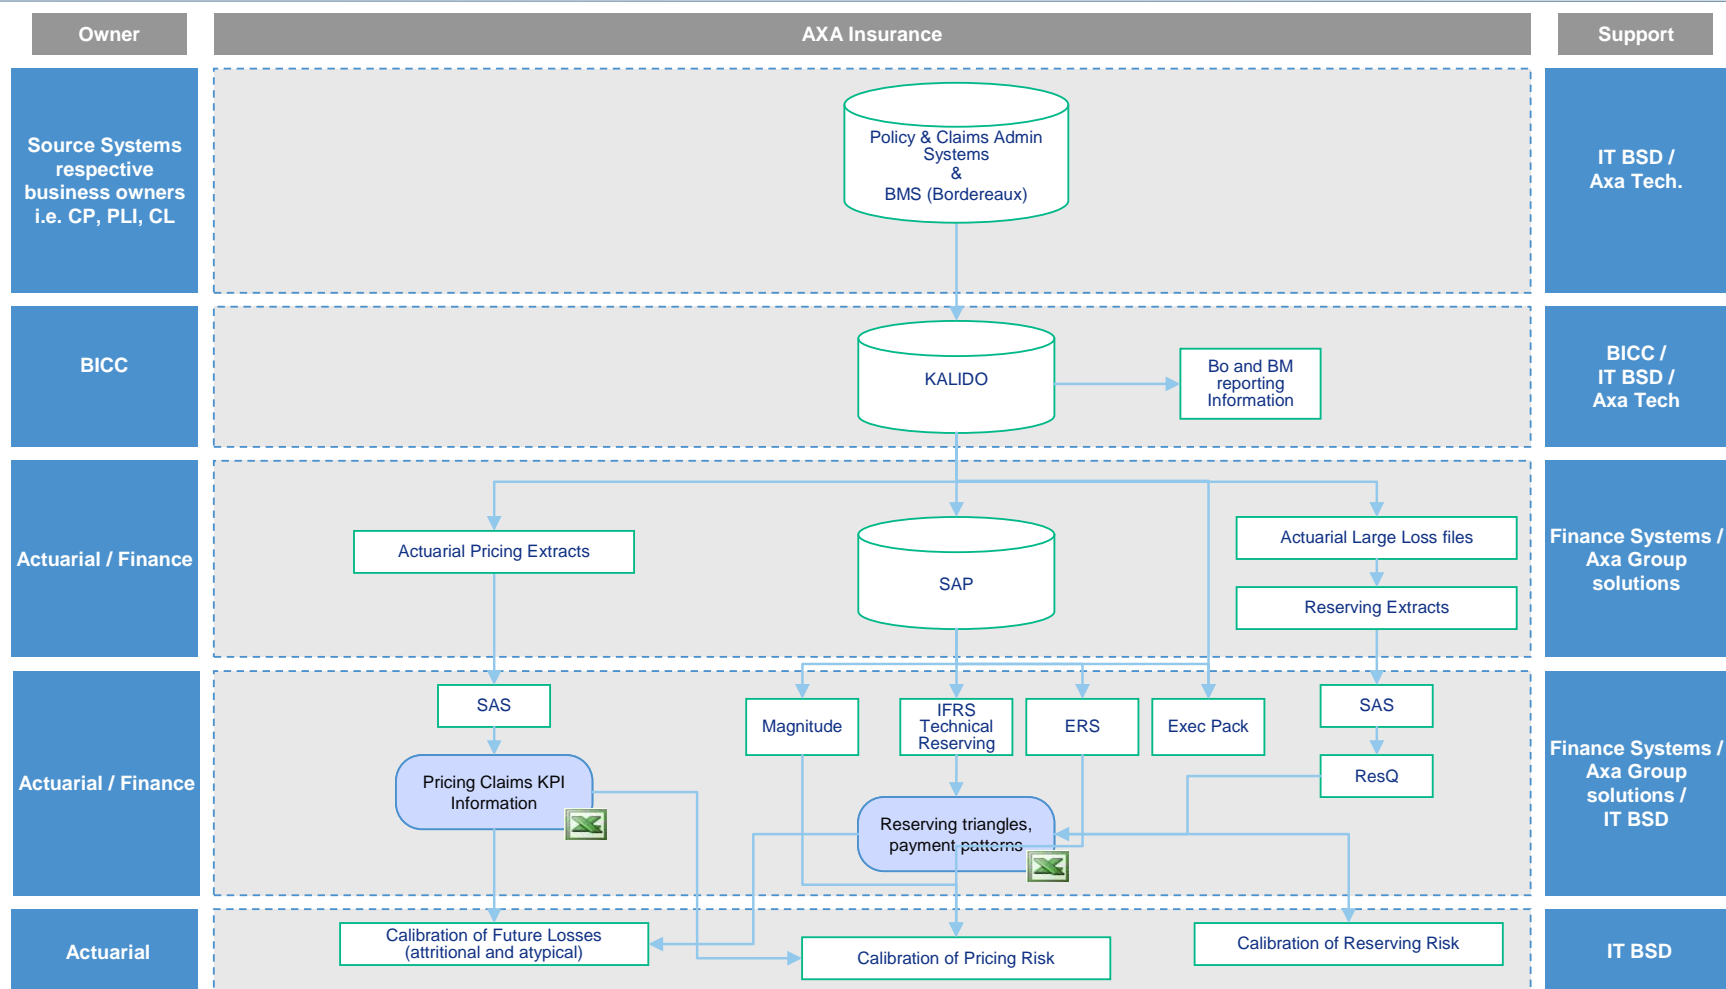 Owner
AXA Insurance
Support
Source Systems
respective
business owners
i.e. CP, PLI, CL
Policy & Claims Admin
Systems
&
BMS (Bordereaux)
IT BSD /
Axa Tech.
BICC
KALIDO
Bo and BM
reporting
Information
BICC /
IT BSD /
Axa Tech
Actuarial / Finance
Actuarial Pricing Extracts
SAP
Actuarial Large Loss files
Reserving Extracts
Finance Systems /
Axa Group
solutions
Actuarial / Finance
SAS
Magnitude
IFRS
Technical
Reserving
ERS
Exec Pack
SAS
ResQ
Pricing Claims KPI
Information
Reserving triangles,
payment patterns
Finance Systems /
Axa Group
solutions /
IT BSD
Actuarial
Calibration of Future Losses
(attritional and atypical)
Calibration of Pricing Risk
Calibration of Reserving Risk
IT BSD